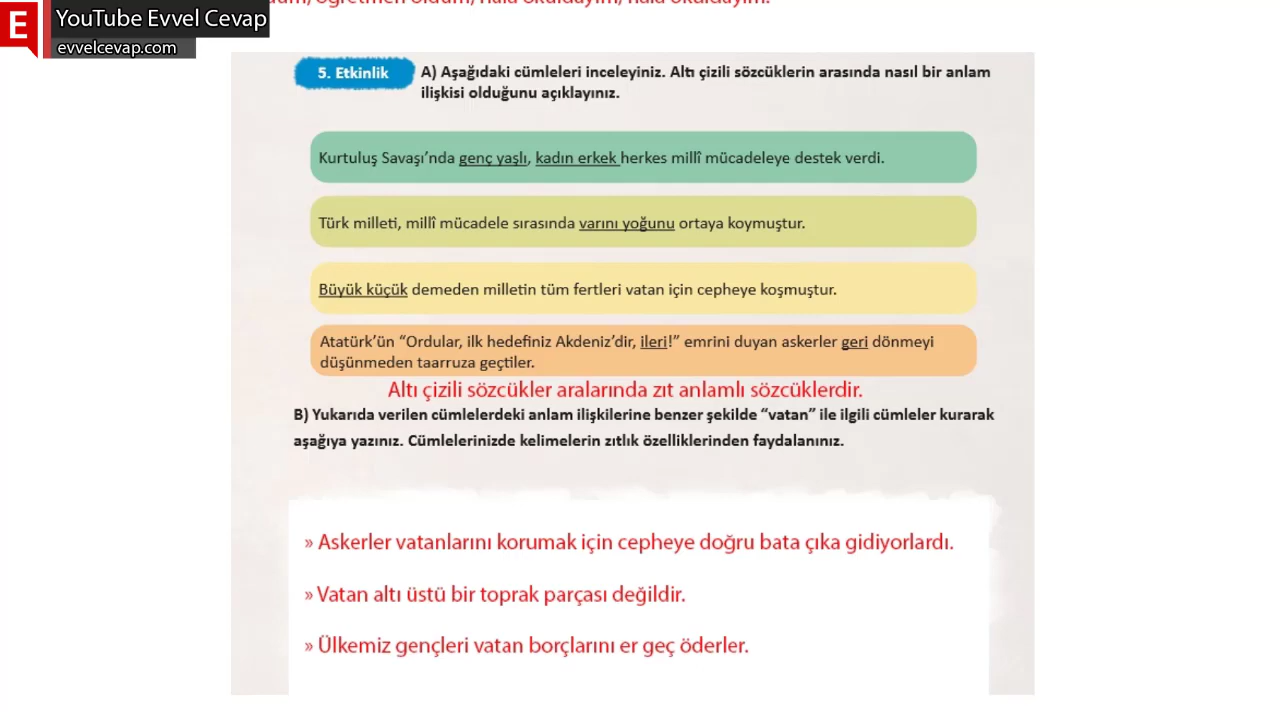 öğretmen oldum, hâlâ okuldayım, hâlâ okuldayım.
E YouTube Evvel Cevap
evvelcevap.com
5. Etkinlik
A) Aşağıdaki cümleleri inceleyiniz. Altı çizili sözcüklerin arasında nasıl bir anlam
ilişkisi olduğunu açıklayınız.
Kurtuluş Savaşı’nda genç yaşlı, kadın erkek herkes millî mücadeleye destek verdi.
Türk milleti, millî mücadele sırasında varını yoğunu ortaya koymuştur.
Büyük küçük demeden milletin tüm fertleri vatan için cepheye koşmuştur.
Atatürk’ün “Ordular, ilk hedefiniz Akdeniz’dir, ileri!” emrini duyan askerler geri dönmeyi
düşünmeden taarruza geçtiler.
Altı çizili sözcükler aralarında zıt anlamlı sözcüklerdir.
B) Yukarıda verilen cümlelerdeki anlam ilişkilerine benzer şekilde “vatan” ile ilgili cümleler kurarak
aşağıya yazınız. Cümlelerinizde kelimelerin zıtlık özelliklerinden faydalanınız.
» Askerler vatanlarını korumak için cepheye doğru bata çıka gidiyorlardı.
» Vatan altı üstü bir toprak parçası değildir.
» Ülkemiz gençleri vatan borçlarını er geç öderler.